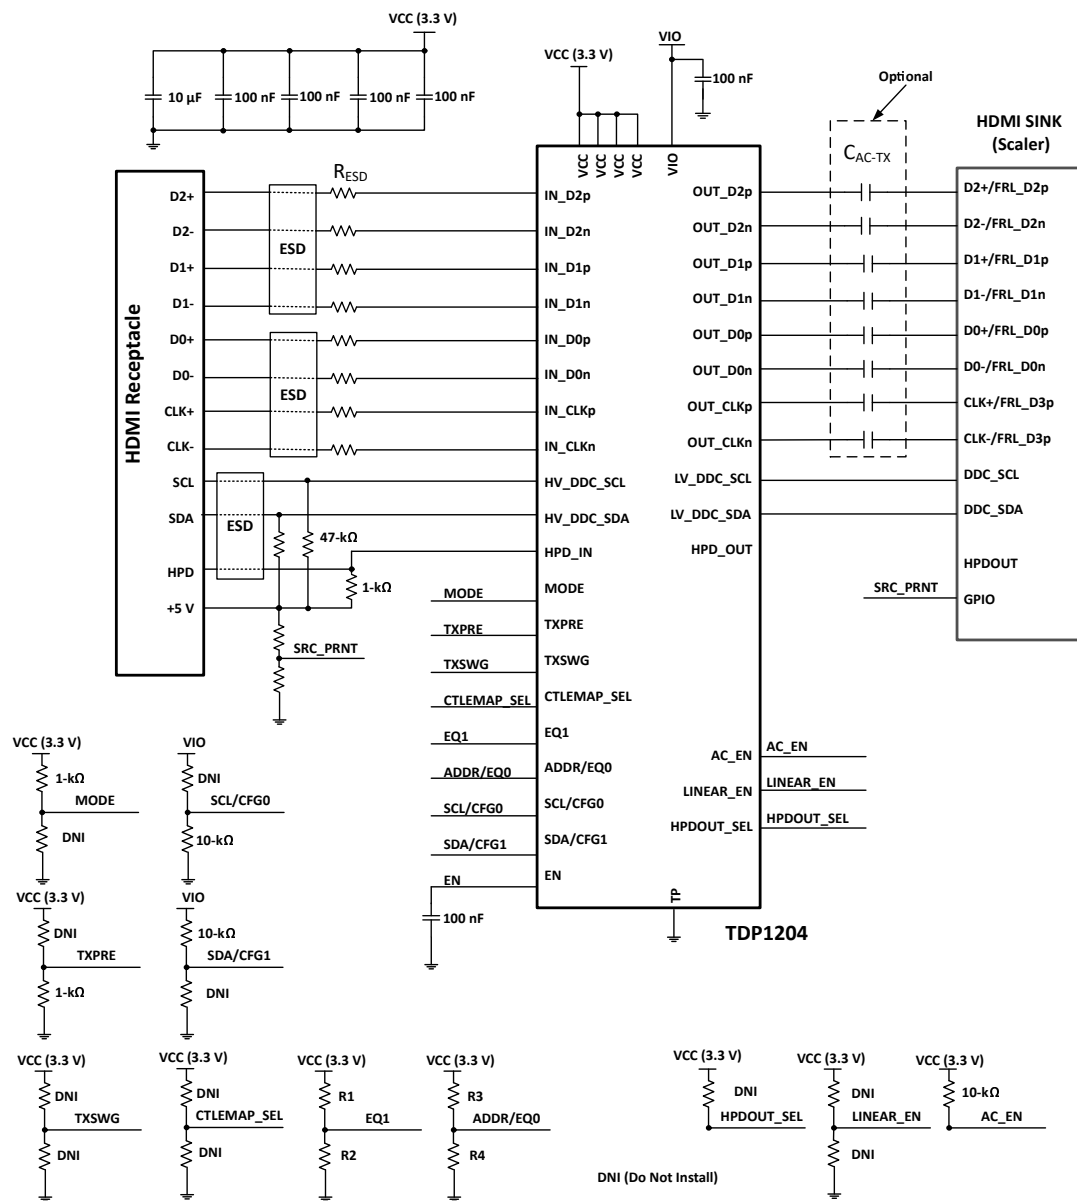 VCC (3.3 V)
10 µF
100 nF
100 nF
100 nF
100 nF
VCC (3.3 V)
VIO
100 nF
Optional
HDMI SINK
(Scaler)
C AC-TX
HDMI Receptacle
D2+
D2-
D1+
D1-
D0+
D0-
CLK+
CLK-
SCL
SDA
HPD
+5 V
ESD
ESD
ESD
R ESD
47-kΩ
1-kΩ
SRC_PRNT
VCC
VCC
VCC
VCC
VIO
IN_D2p
IN_D2n
IN_D1p
IN_D1n
IN_D0p
IN_D0n
IN_CLKp
IN_CLKn
HV_DDC_SCL
HV_DDC_SDA
HPD_IN
MODE
MODE
TXPRE
TXPRE
TXSWG
TXSWG
CTLEMAP_SEL
CTLEMAP_SEL
EQ1
EQ1
ADDR/EQ0
ADDR/EQ0
SCL/CFG0
SCL/CFG0
SDA/CFG1
SDA/CFG1
EN
EN
100 nF
OUT_D2p
OUT_D2n
OUT_D1p
OUT_D1n
OUT_D0p
OUT_D0n
OUT_CLKp
OUT_CLKn
LV_DDC_SCL
LV_DDC_SDA
HPD_OUT
AC_EN
AC_EN
LINEAR_EN
LINEAR_EN
HPDOUT_SEL
HPDOUT_SEL
TP
TDP1204
D2+/FRL_D2p
D2-/FRL_D2n
D1+/FRL_D1p
D1-/FRL_D1n
D0+/FRL_D0p
D0-/FRL_D0n
CLK+/FRL_D3p
CLK-/FRL_D3p
DDC_SCL
DDC_SDA
HPDOUT
SRC_PRNT
GPIO
VCC (3.3 V)
1-kΩ
MODE
DNI
VIO
DNI
SCL/CFG0
10-kΩ
VCC (3.3 V)
DNI
TXPRE
1-kΩ
VIO
10-kΩ
SDA/CFG1
DNI
VCC (3.3 V)
DNI
TXSWG
DNI
VCC (3.3 V)
DNI
CTLEMAP_SEL
DNI
VCC (3.3 V)
R1
EQ1
R2
VCC (3.3 V)
R3
ADDR/EQ0
R4
VCC (3.3 V)
DNI
HPDOUT_SEL
VCC (3.3 V)
DNI
LINEAR_EN
DNI
VCC (3.3 V)
10-kΩ
AC_EN
DNI (Do Not Install)